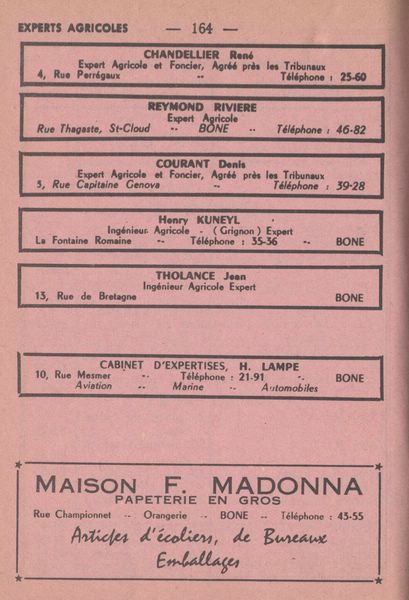 EXPERTS AGRICOLES — 164 —
CHANDELLIER René
Expert Agricole et Foncier, Agréé près les Tribunaux
4, Rue Perrégaux -- Téléphone : 25-60
REYMOND RIVIERE
Expert Agricole
Rue Thagaste, St-Cloud -- BONE -- Téléphone : 46-82
COURANT Denis
Expert Agricole et Foncier, Agréé près les Tribunaux
5, Rue Capitaine Genova -- Téléphone : 39-28
Henry KUNEYL
Ingénieur Agricole - (Grignon) Expert
La Fontaine Romaine -- Téléphone : 35-36 -- BONE
THOLANCE Jean
Ingénieur Agricole Expert
13, Rue de Bretagne BONE
CABINET D'EXPERTISES, H. LAMPE
10, Rue Mesmer -- Téléphone : 21-91 -- BONE
Aviation -- Marine -- Automobiles
MAISON F. MADONNA
PAPETERIE EN GROS
Rue Championnet -- Orangerie -- BONE -- Téléphone : 43-55
Articles d'écoliers, de Bureaux
Emballages